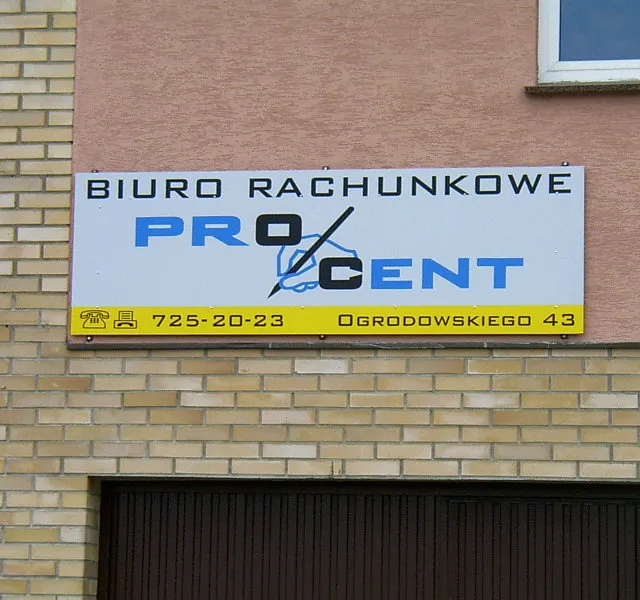 BIURO RACHUNKOWE
PRO
CENT
725-20-23 OGRODOWSKIEGO 43